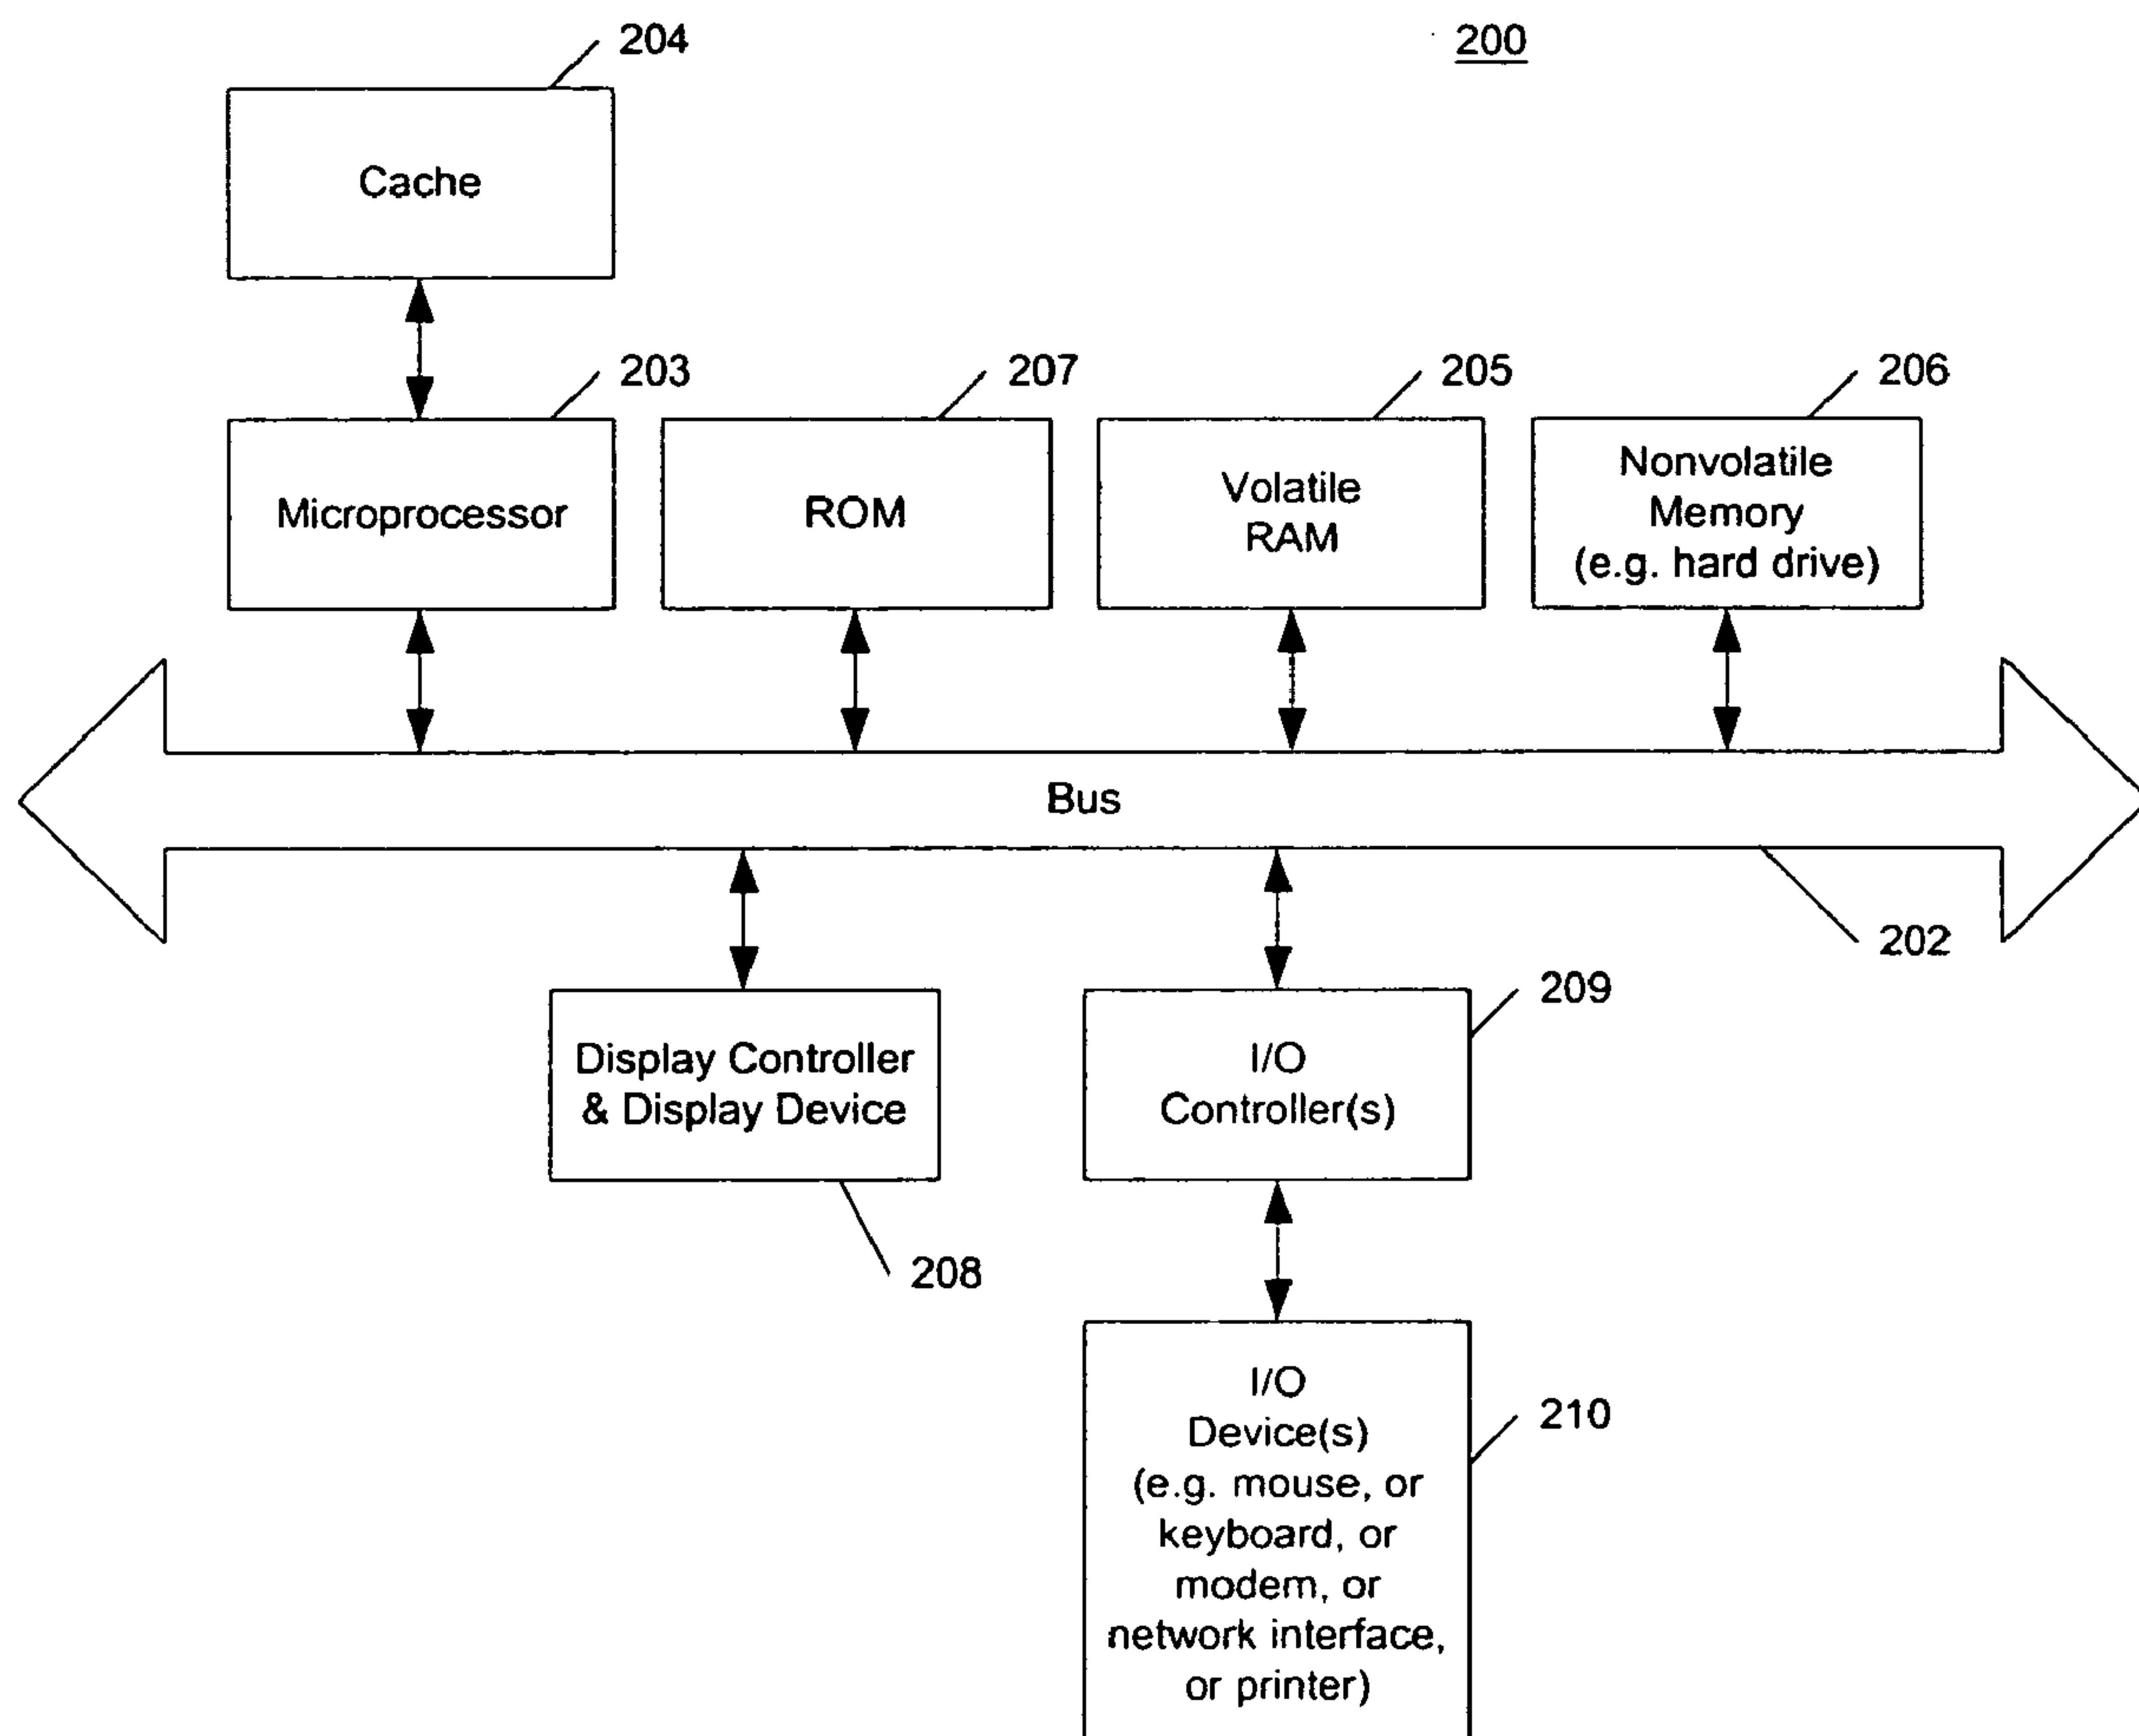 204
200
Cache
203
207
205
206
Microprocessor
ROM
Volatile
RAM
Nonvolatile
Memory
(e.g. hard drive)
Bus
202
Display Controller
& Display Device
208
I/O
Controller(s)
209
I/O
Device(s)
(e.g. mouse, or
keyboard, or
modem, or
network interface,
or printer)
210